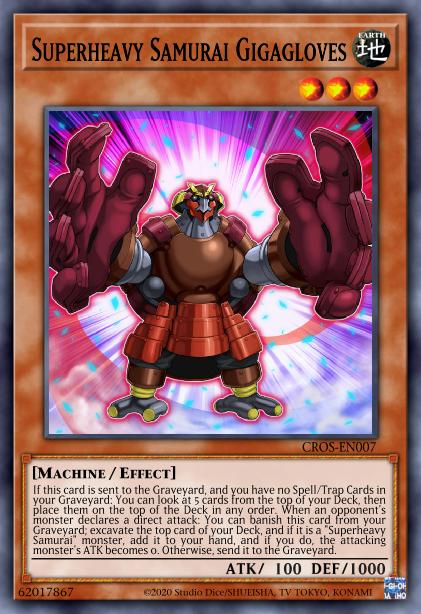 SUPERHEAVY SAMURAI GIGAGLOVES
EARTH
地
CROS-EN007
[MACHINE / EFFECT]
If this card is sent to the Graveyard, and you have no Spell/Trap Cards in
your Graveyard: You can look at 5 cards from the top of your Deck, then
place them on the top of the Deck in any order. When an opponent's
monster declares a direct attack: You can banish this card from your
Graveyard; excavate the top card of your Deck, and if it is a "Superheavy
Samurai" monster, add it to your hand, and if you do, the attacking
monster's ATK becomes 0. Otherwise, send it to the Graveyard.
ATK/ 100 DEF/1000
62017867
©2020 Studio Dice/SHUEISHA, TV TOKYO, KONAMI